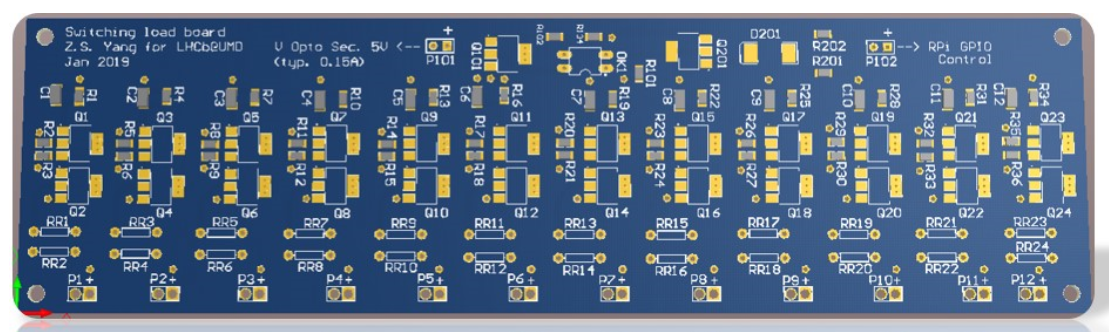 Switching load board
Z.S. Yang for LHCb@UMD
Jan 2019
V Opto Sec. 5V <--
(typ. 0.15A)
+
P101
Q101
R102
R104
OK1
R101
Q201
D201
R202
R201
+
P102
--> RPi GPIO
Control
C1 R1 C2 R4 C3 R7 C4 R10 C5 R13 C6 R16 C7 R19 C8 R22 C9 R25 C10 R28 C11 R31 C12 R34
Q1 Q3 Q5 Q7 Q9 Q11 Q13 Q15 Q17 Q19 Q21 Q23
R2 R5 R8 R11 R14 R17 R20 R23 R26 R29 R32 R35
R3 R6 R9 R12 R15 R18 R21 R24 R27 R30 R33 R36
Q2 Q4 Q6 Q8 Q10 Q12 Q14 Q16 Q18 Q20 Q22 Q24
RR1 RR3 RR5 RR7 RR9 RR11 RR13 RR15 RR17 RR19 RR21 RR23
RR2 RR4 RR6 RR8 RR10 RR12 RR14 RR16 RR18 RR20 RR22 RR24
P1+ P2+ P3+ P4+ P5+ P6+ P7+ P8+ P9+ P10+ P11+ P12+